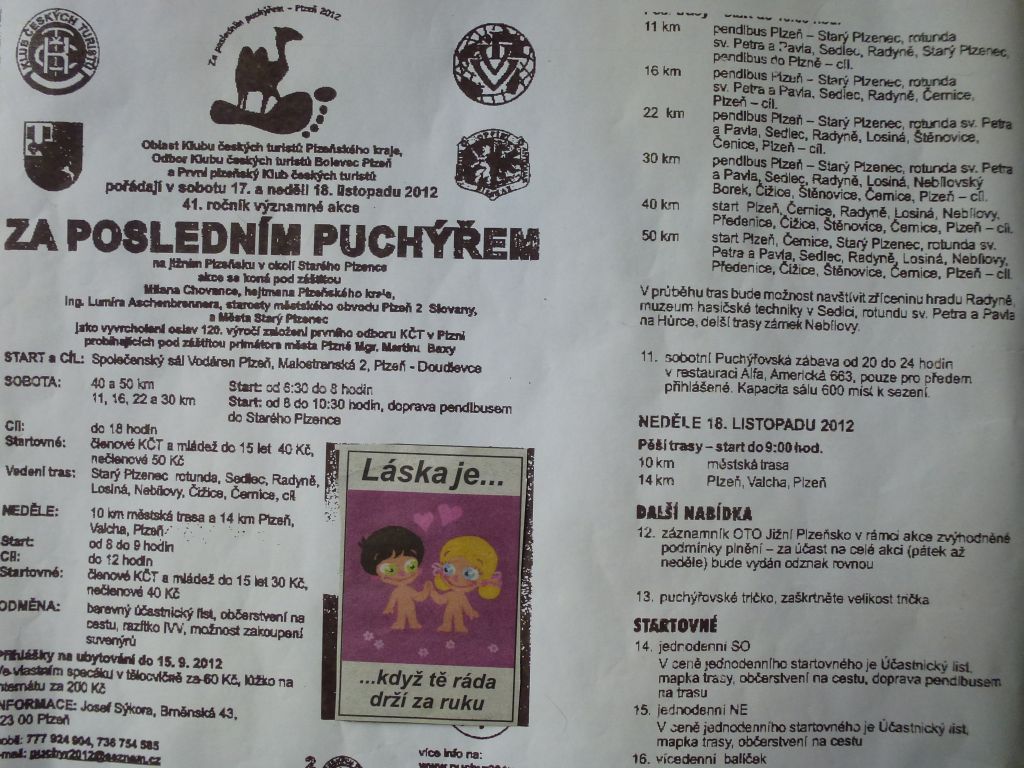 KLUB ČESKÝCH TURISTŮ
Za posledním puchýřem - Plzeň 2012
Oblast Klubu českých turistů Plzeňského kraje,
Odbor Klubu českých turistů Bolevec Plzeň
a První plzeňský Klub českých turistů
pořádají v sobotu 17. a neděli 18. listopadu 2012
41. ročník významné akce
ZA POSLEDNÍM PUCHÝŘEM
na jižním Plzeňsku v okolí Starého Plzence
akce se koná pod záštitou
Milana Chovance, hejtmana Plzeňského kraje,
Ing. Lumíra Aschenbrennera, starosty městského obvodu Plzeň 2 Slovany,
a Města Starý Plzenec
jako vyvrcholení oslav 120. výročí založení prvního odboru KČT v Plzni
probíhajících pod záštitou primátora města Plzně Mgr. Martina Baxy
START a CÍL: Společenský sál Vodáren Plzeň, Malostranská 2, Plzeň - Doudlevce
SOBOTA: 40 a 50 km Start: od 6:30 do 8 hodin
11, 16, 22 a 30 km Start: od 8 do 10:30 hodin, doprava pendlbusem
do Starého Plzence
Cíl: do 18 hodin
Startovné: členové KČT a mládež do 15 let 40 Kč,
nečlenové 50 Kč
Vedení tras: Starý Plzenec rotunda, Sedlec, Radyně,
Losiná, Nebílovy, Čižice, Černice, cíl
NEDĚLE: 10 km městská trasa a 14 km Plzeň,
Valcha, Plzeň
Start: od 8 do 9 hodin
Cíl: do 12 hodin
Startovné: členové KČT a mládež do 15 let 30 Kč,
nečlenové 40 Kč
ODMĚNA: barevný účastnický list, občerstvení na
cestu, razítko IVV, možnost zakoupení
suvenýrů
Přihlášky na ubytování do 15. 9. 2012
Ve vlastním spacáku v tělocvičně za 60 Kč, lůžko na
internátu za 200 Kč
INFORMACE: Josef Sýkora, Brněnská 43,
323 00 Plzeň
mobil: 777 924 904, 736 754 585
e-mail: puchyr2012@seznam.cz
Láska je...
...když tě ráda
drží za ruku
více info na:
11 km pendlbus Plzeň – Starý Plzenec, rotunda
sv. Petra a Pavla, Sedlec, Radyně, Starý Plzenec,
pendlbus do Plzně – cíl.
16 km pendlbus Plzeň - Starý Plzenec, rotunda
sv. Petra a Pavla, Sedlec, Radyně, Černice,
Plzeň – cíl.
22 km pendlbus Plzeň – Starý Plzenec, rotunda sv. Petra
a Pavla, Sedlec, Radyně, Losiná, Štěnovice,
Čenice, Plzeň – cíl.
30 km pendlbus Plzeň – Starý Plzenec, rotunda sv. Petra
a Pavla, Sedlec, Radyně, Losiná, Nebílovský
Borek, Čižice, Štěnovice, Černice, Plzeň – cíl.
40 km start Plzeň, Černice, Radyně, Losiná, Nebílovy,
Předenice, Čižice, Štěnovice, Černice, Plzeň – cíl.
50 km start Plzeň, Černice, Starý Plzenec, rotunda sv.
Petra a Pavla, Sedlec, Radyně, Losiná, Nebílovy,
Předenice, Čižice, Štěnovice, Černice, Plzeň – cíl.
V průběhu tras bude možnost navštívit zříceninu hradu Radyně,
muzeum hasičské techniky v Sedlci, rotundu sv. Petra a Pavla
na Hůrce, delší trasy zámek Nebílovy.
11. sobotní Puchýřovská zábava od 20 do 24 hodin
v restauraci Alfa, Americká 663, pouze pro předem
přihlášené. Kapacita sálu 600 míst k sezení.
NEDĚLE 18. LISTOPADU 2012
Pěší trasy – start do 9:00 hod.
10 km městská trasa
14 km Plzeň, Valcha, Plzeň
DALŠÍ NABÍDKA
12. záznamník OTO Jižní Plzeňsko v rámci akce zvýhodněné
podmínky plnění – za účast na celé akci (pátek až
neděle) bude vydán odznak rovnou
13. puchýřovské tričko, zaškrtněte velikost trička
STARTOVNÉ
14. jednodenní SO
V ceně jednodenního startovného je Účastnický list,
mapka trasy, občerstvení na cestu, doprava pendlbusem
na trasu
15. jednodenní NE
V ceně jednodenního startovného je Účastnický list,
mapka trasy, občerstvení na cestu
16. vícedenní balíček